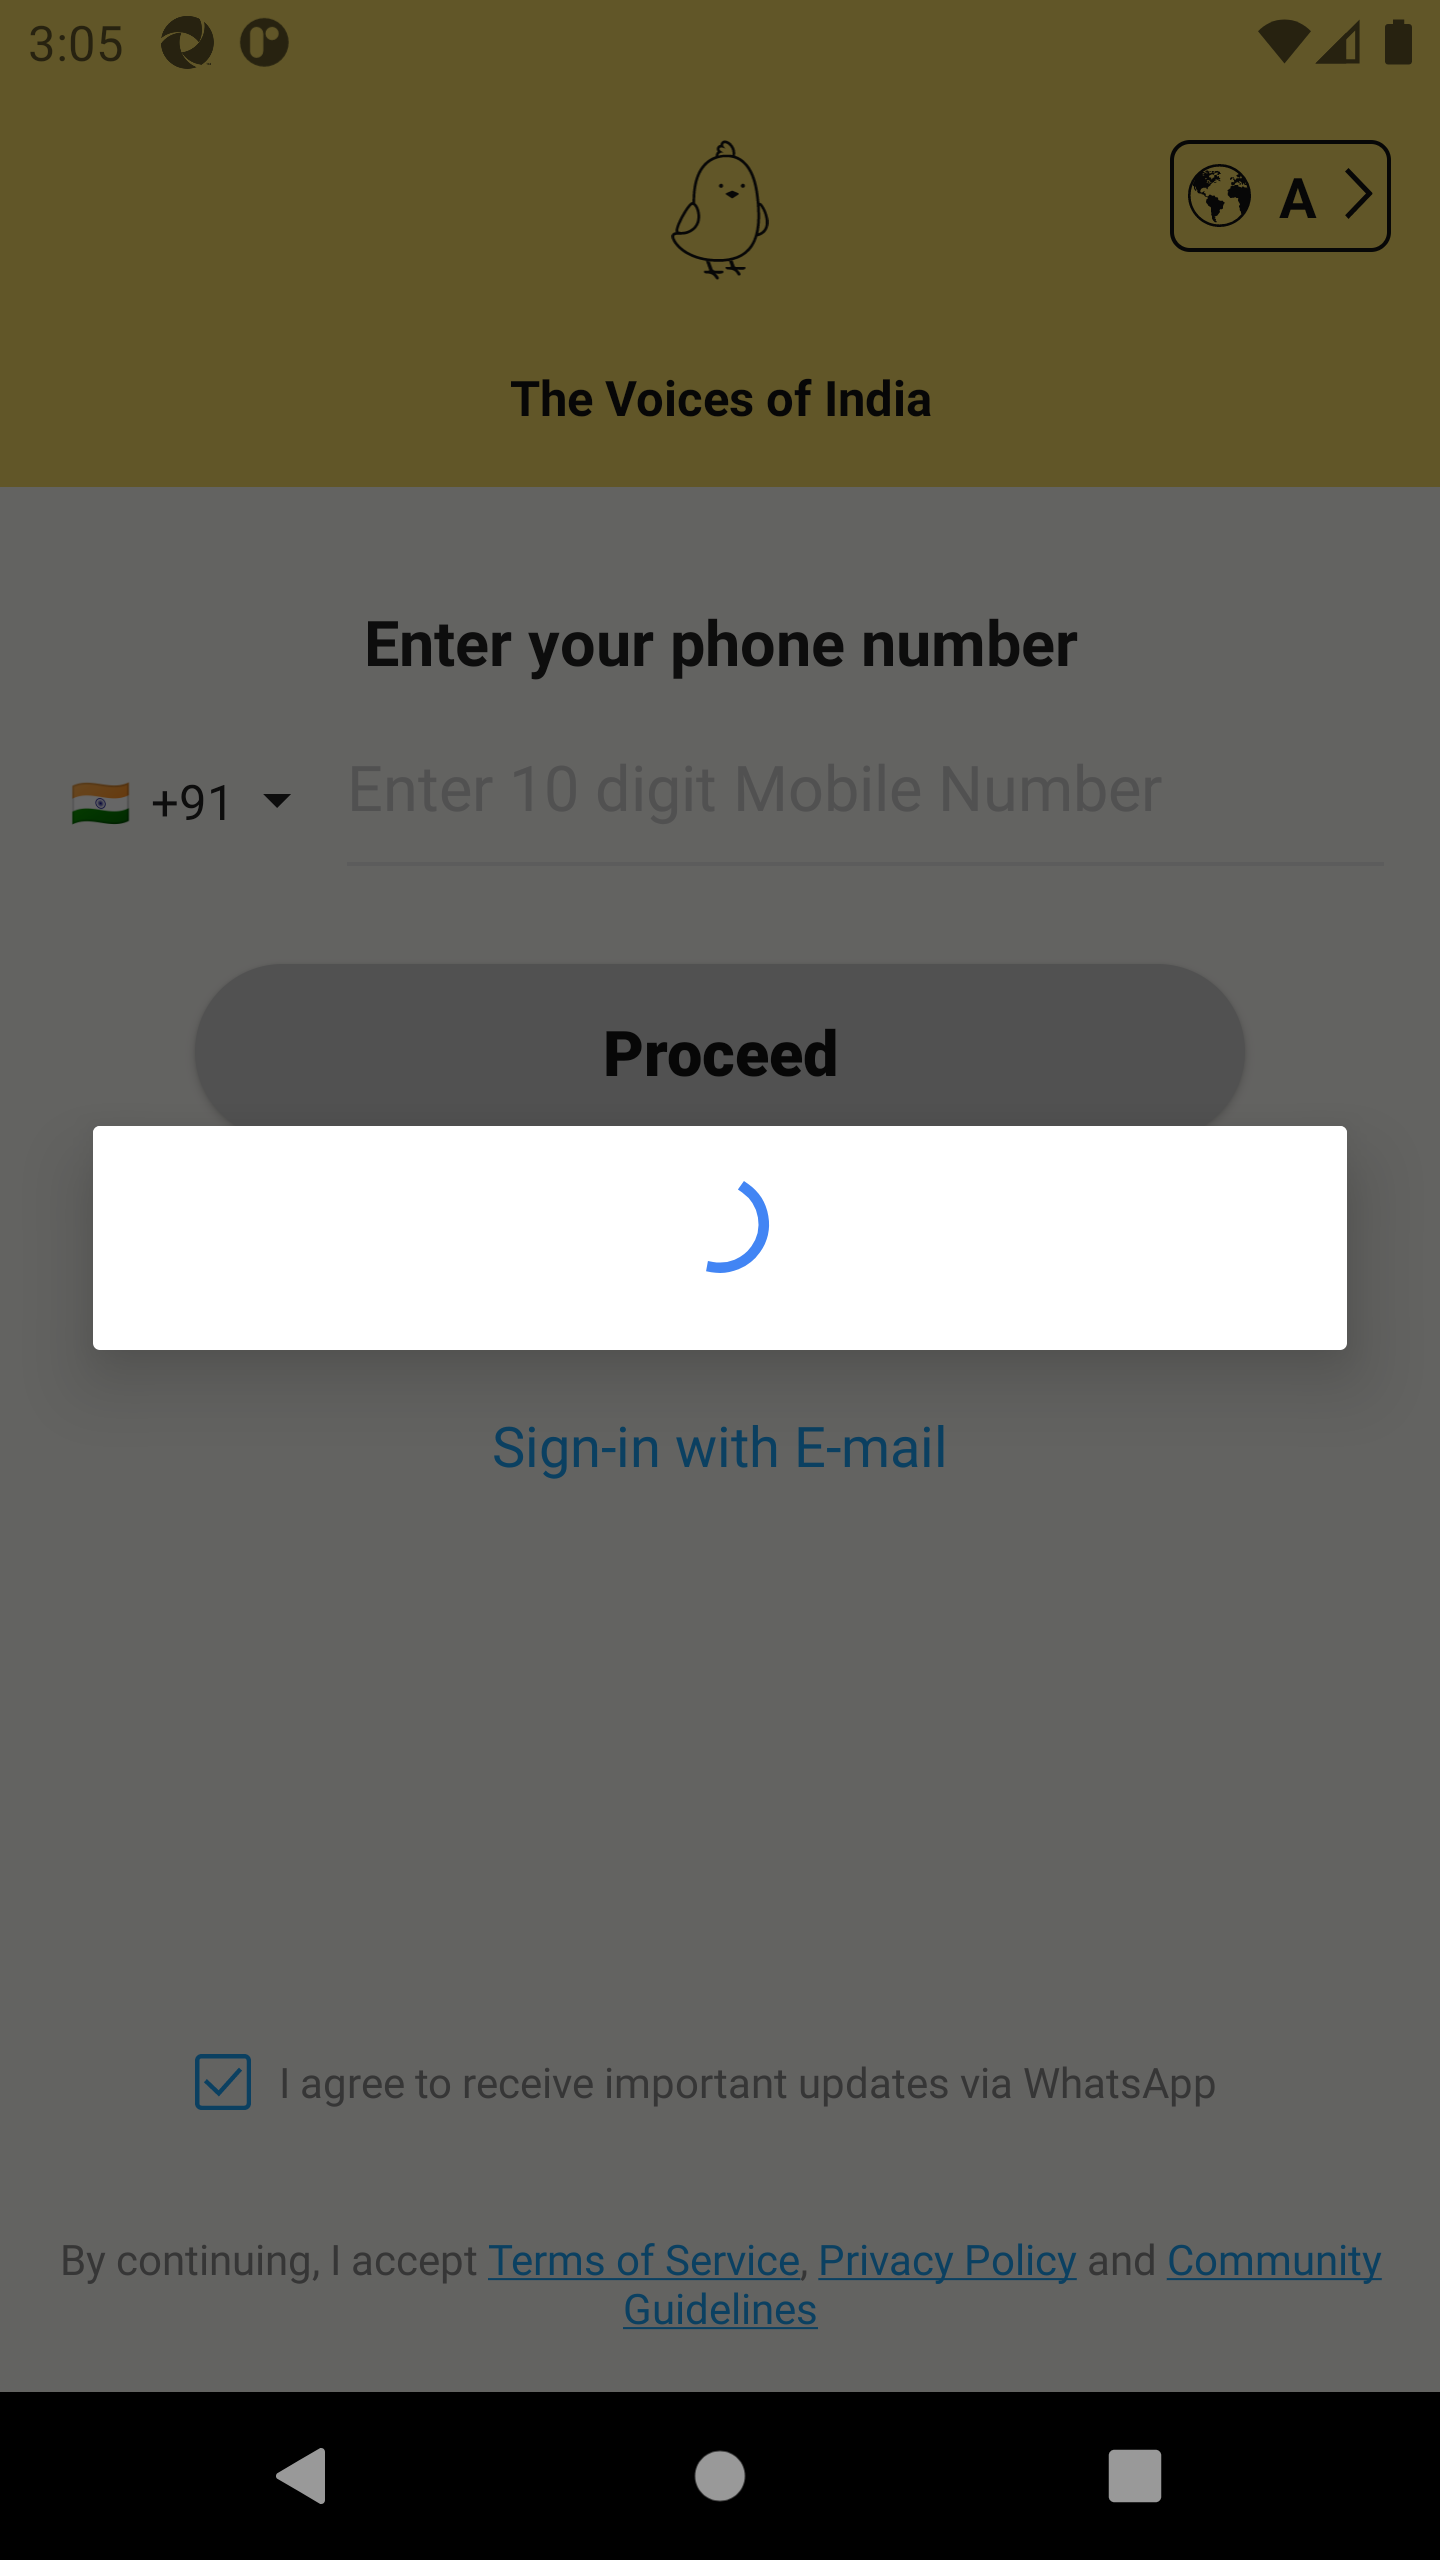 3:05
A
The Voices of India
Enter your phone number
+91
Enter 10 digit Mobile Number
Proceed
Sign-in with E-mail
I agree to receive important updates via WhatsApp
By continuing, I accept Terms of Service, Privacy Policy and Community
Guidelines